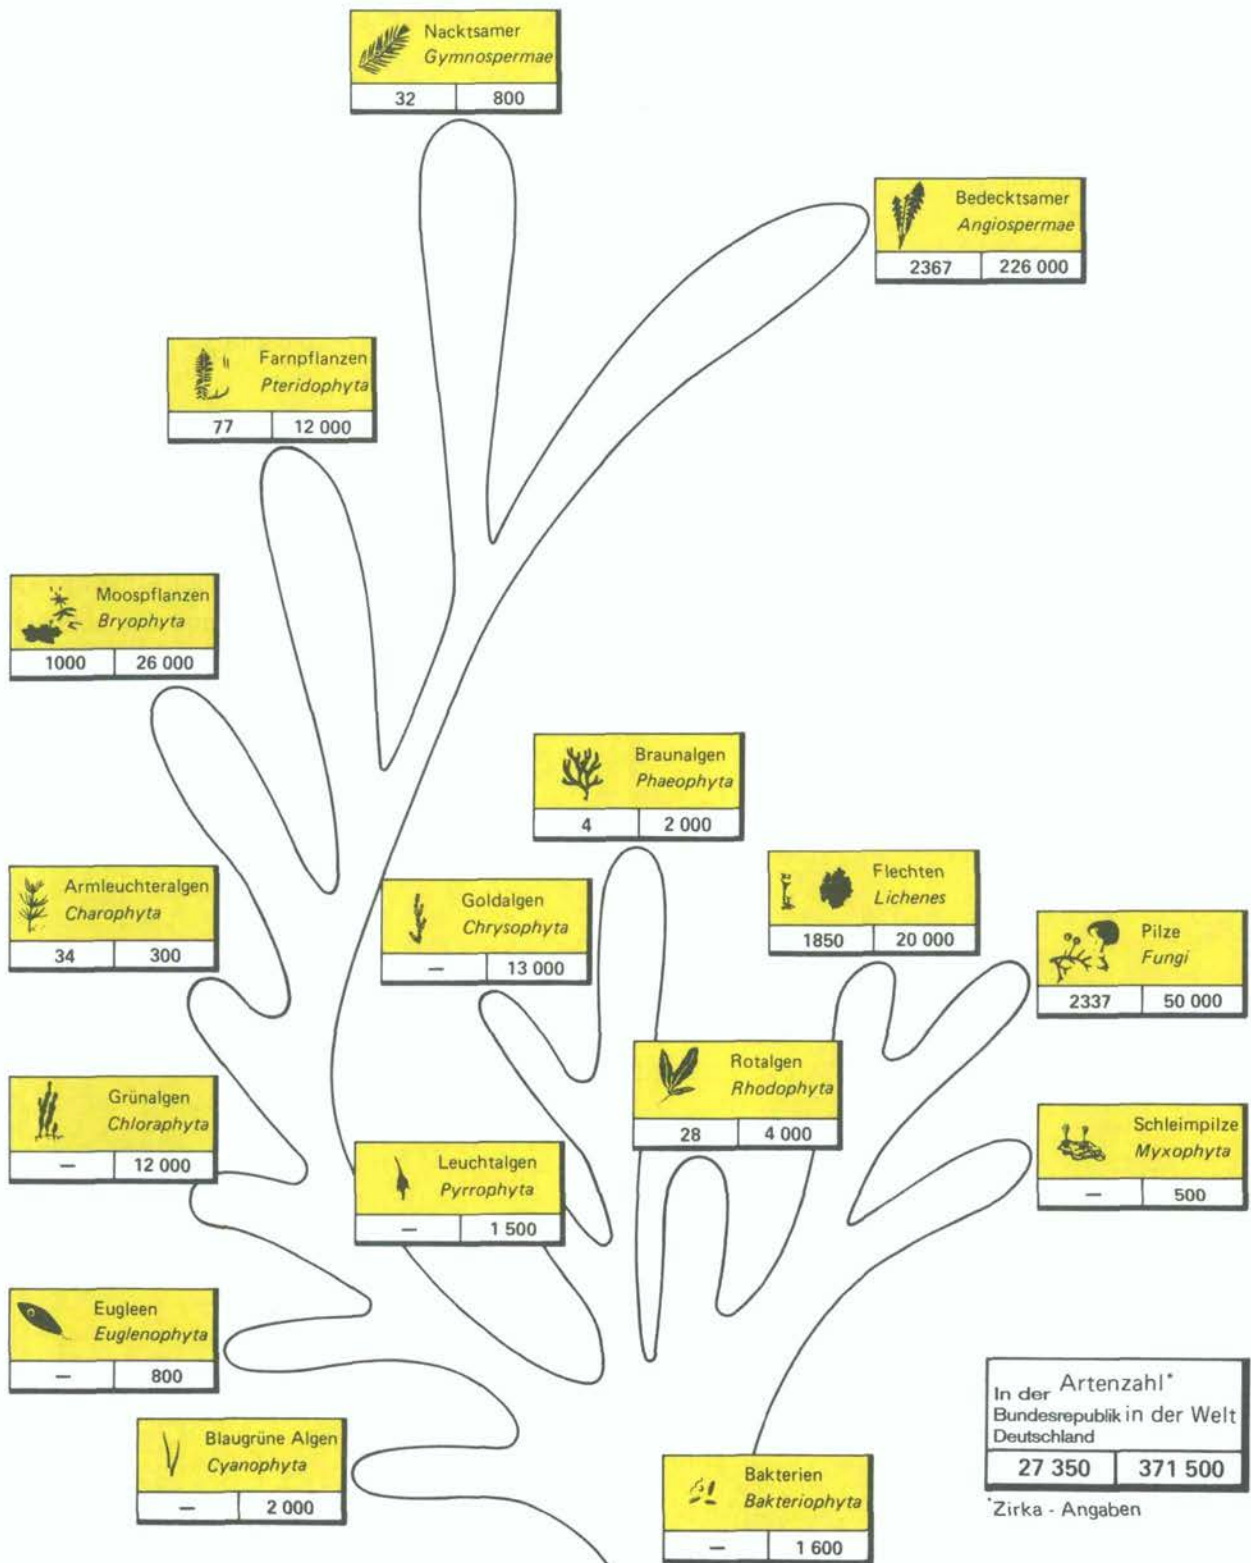 Nacktsamer
Gymnospermae
32 800
Bedecktsamer
Angiospermae
2367 226 000
Farnpflanzen
Pteridophyta
77 12 000
Moospflanzen
Bryophyta
1000 26 000
Braunalgen
Phaeophyta
4 2 000
Flechten
Lichenes
1850 20 000
Armleuchteralgen
Charophyta
34 300
Goldalgen
Chrysophyta
— 13 000
Pilze
Fungi
2337 50 000
Rotalgen
Rhodophyta
28 4 000
Grünalgen
Chloraphyta
— 12 000
Schleimpilze
Myxophyta
— 500
Leuchtalgen
Pyrrophyta
— 1 500
Eugleen
Euglenophyta
— 800
Blaugrüne Algen
Cyanophyta
— 2 000
Bakterien
Bakteriophyta
— 1 600
Artenzahl*
In der
Bundesrepublik in der Welt
Deutschland
27 350 371 500
*Zirka - Angaben